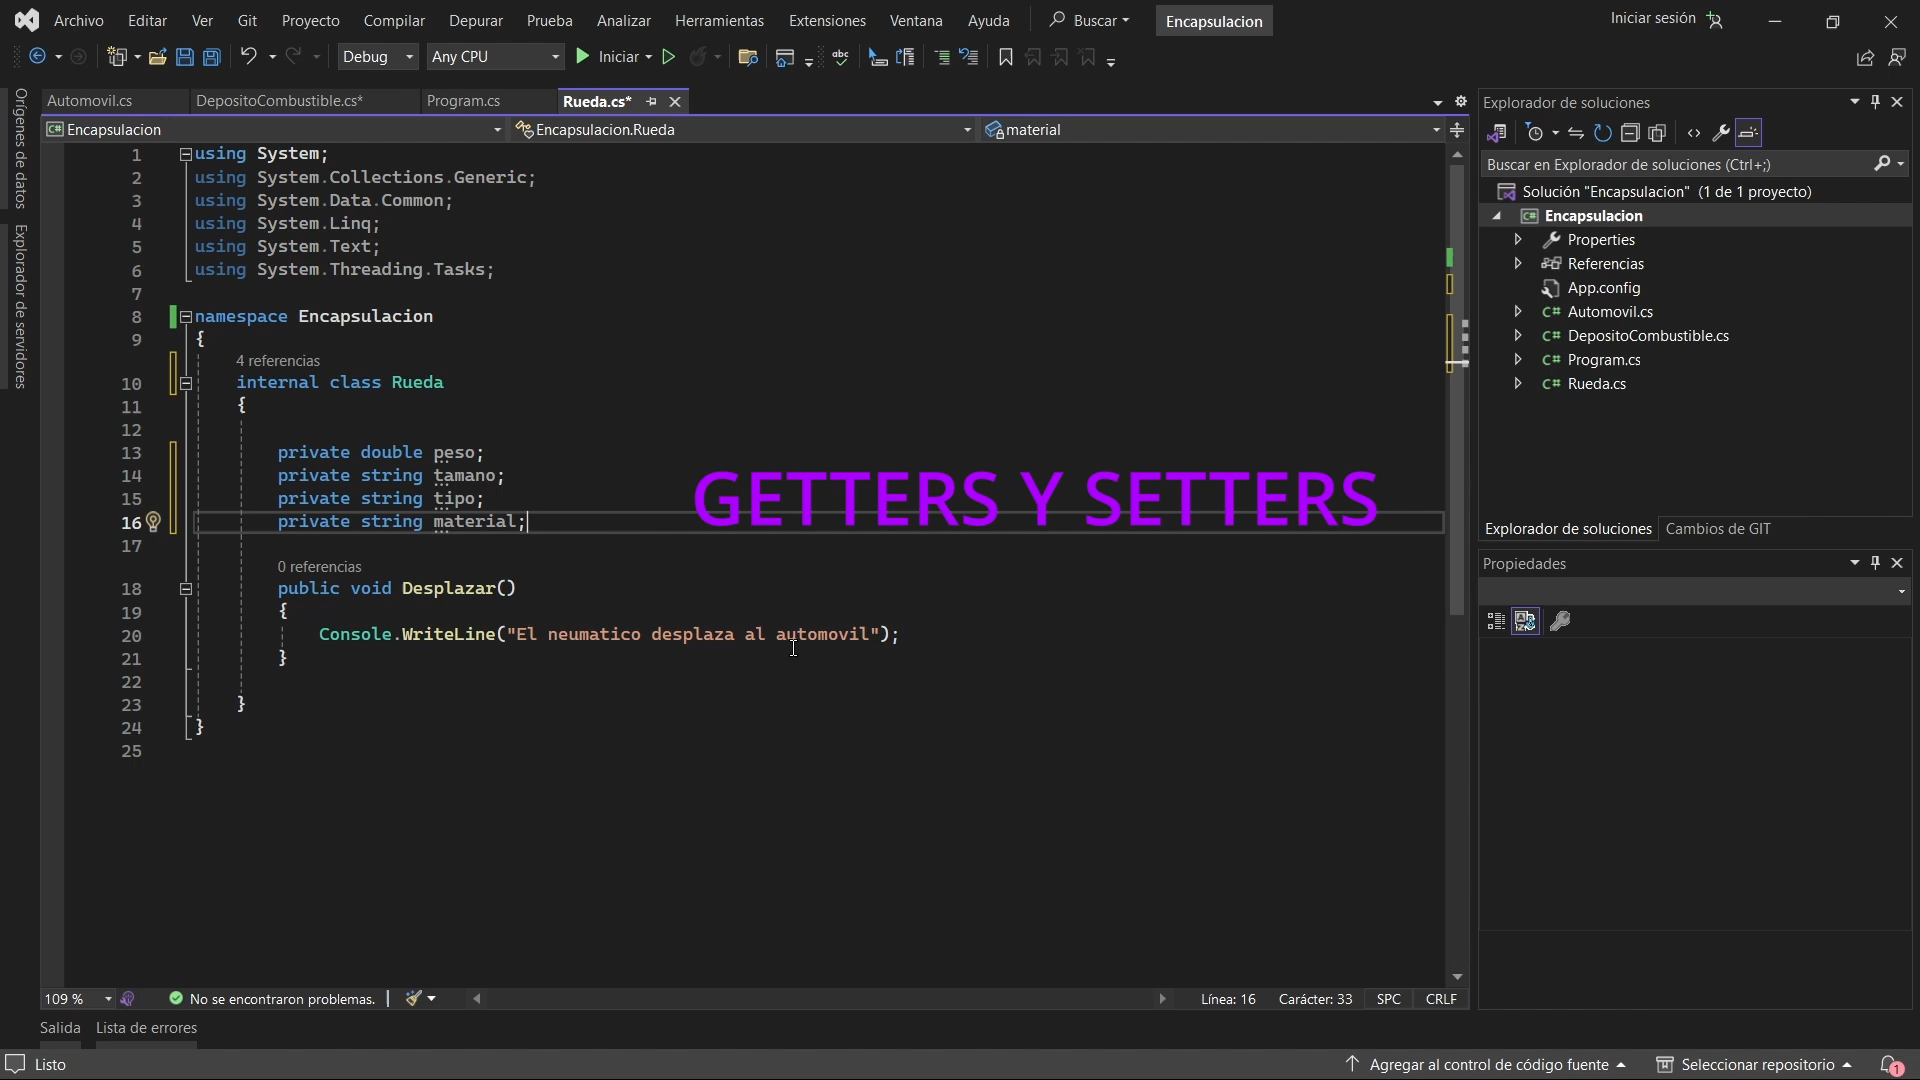 Archivo Editar Ver Git Proyecto Compilar Depurar Prueba Analizar Herramientas Extensiones Ventana Ayuda Buscar Encapsulacion Iniciar sesión
Debug Any CPU Iniciar
Orígenes de datos
Explorador de servidores
Automovil.cs DepositoCombustible.cs* Program.cs Rueda.cs*
Encapsulacion Encapsulacion.Rueda material
1 using System;
2 using System.Collections.Generic;
3 using System.Data.Common;
4 using System.Linq;
5 using System.Text;
6 using System.Threading.Tasks;
7
8 namespace Encapsulacion
9 {
4 referencias
10 internal class Rueda
11 {
12
13 private double peso;
14 private string tamano;
15 private string tipo;
16 private string material;
17
0 referencias
18 public void Desplazar()
19 {
20 Console.WriteLine("El neumatico desplaza al automovil");
21 }
22
23 }
24 }
25
GETTERS Y SETTERS
109 % No se encontraron problemas. Línea: 16 Carácter: 33 SPC CRLF
Salida Lista de errores
Explorador de soluciones
Buscar en Explorador de soluciones (Ctrl+;)
Solución "Encapsulacion" (1 de 1 proyecto)
C# Encapsulacion
Properties
Referencias
App.config
C# Automovil.cs
C# DepositoCombustible.cs
C# Program.cs
C# Rueda.cs
Explorador de soluciones Cambios de GIT
Propiedades
Listo Agregar al control de código fuente Seleccionar repositorio 1